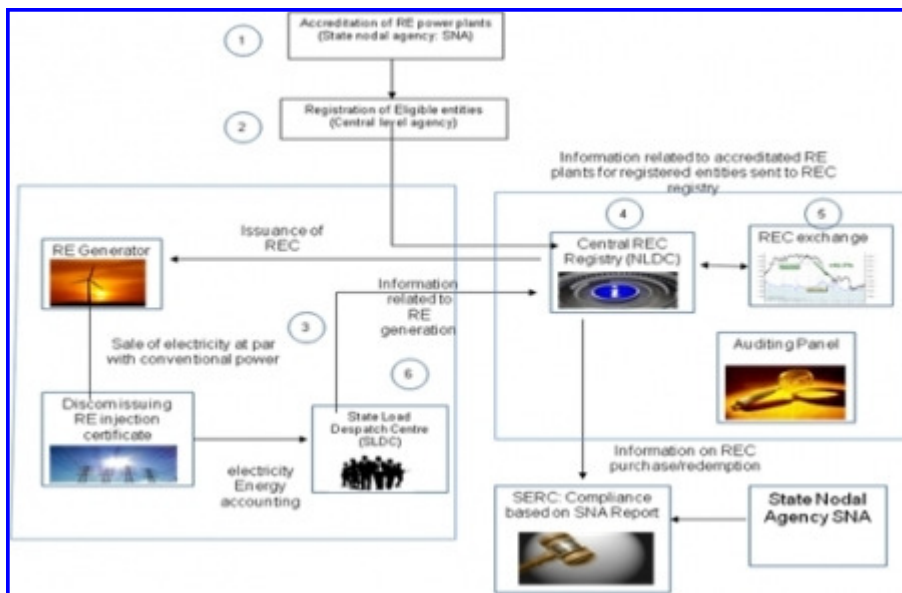 1
Accreditation of RE power plants
(State nodal agency: SNA)
2
Registration of Eligible entities
(Central level agency)
Information related to accreditated RE
plants for registered entities sent to REC
registry
Issuance of
REC
RE Generator
4
Central REC
Registry (NLDC)
5
REC exchange
Information
related to
RE
generation
3
Sale of electricity at par
with conventional power
6
Auditing Panel
Discom issuing
RE injection
certificate
State Load
Despatch Centre
(SLDC)
electricity
Energy
accounting
Information on REC
purchase/redemption
SERC: Compliance
based on SNA Report
State Nodal
Agency SNA